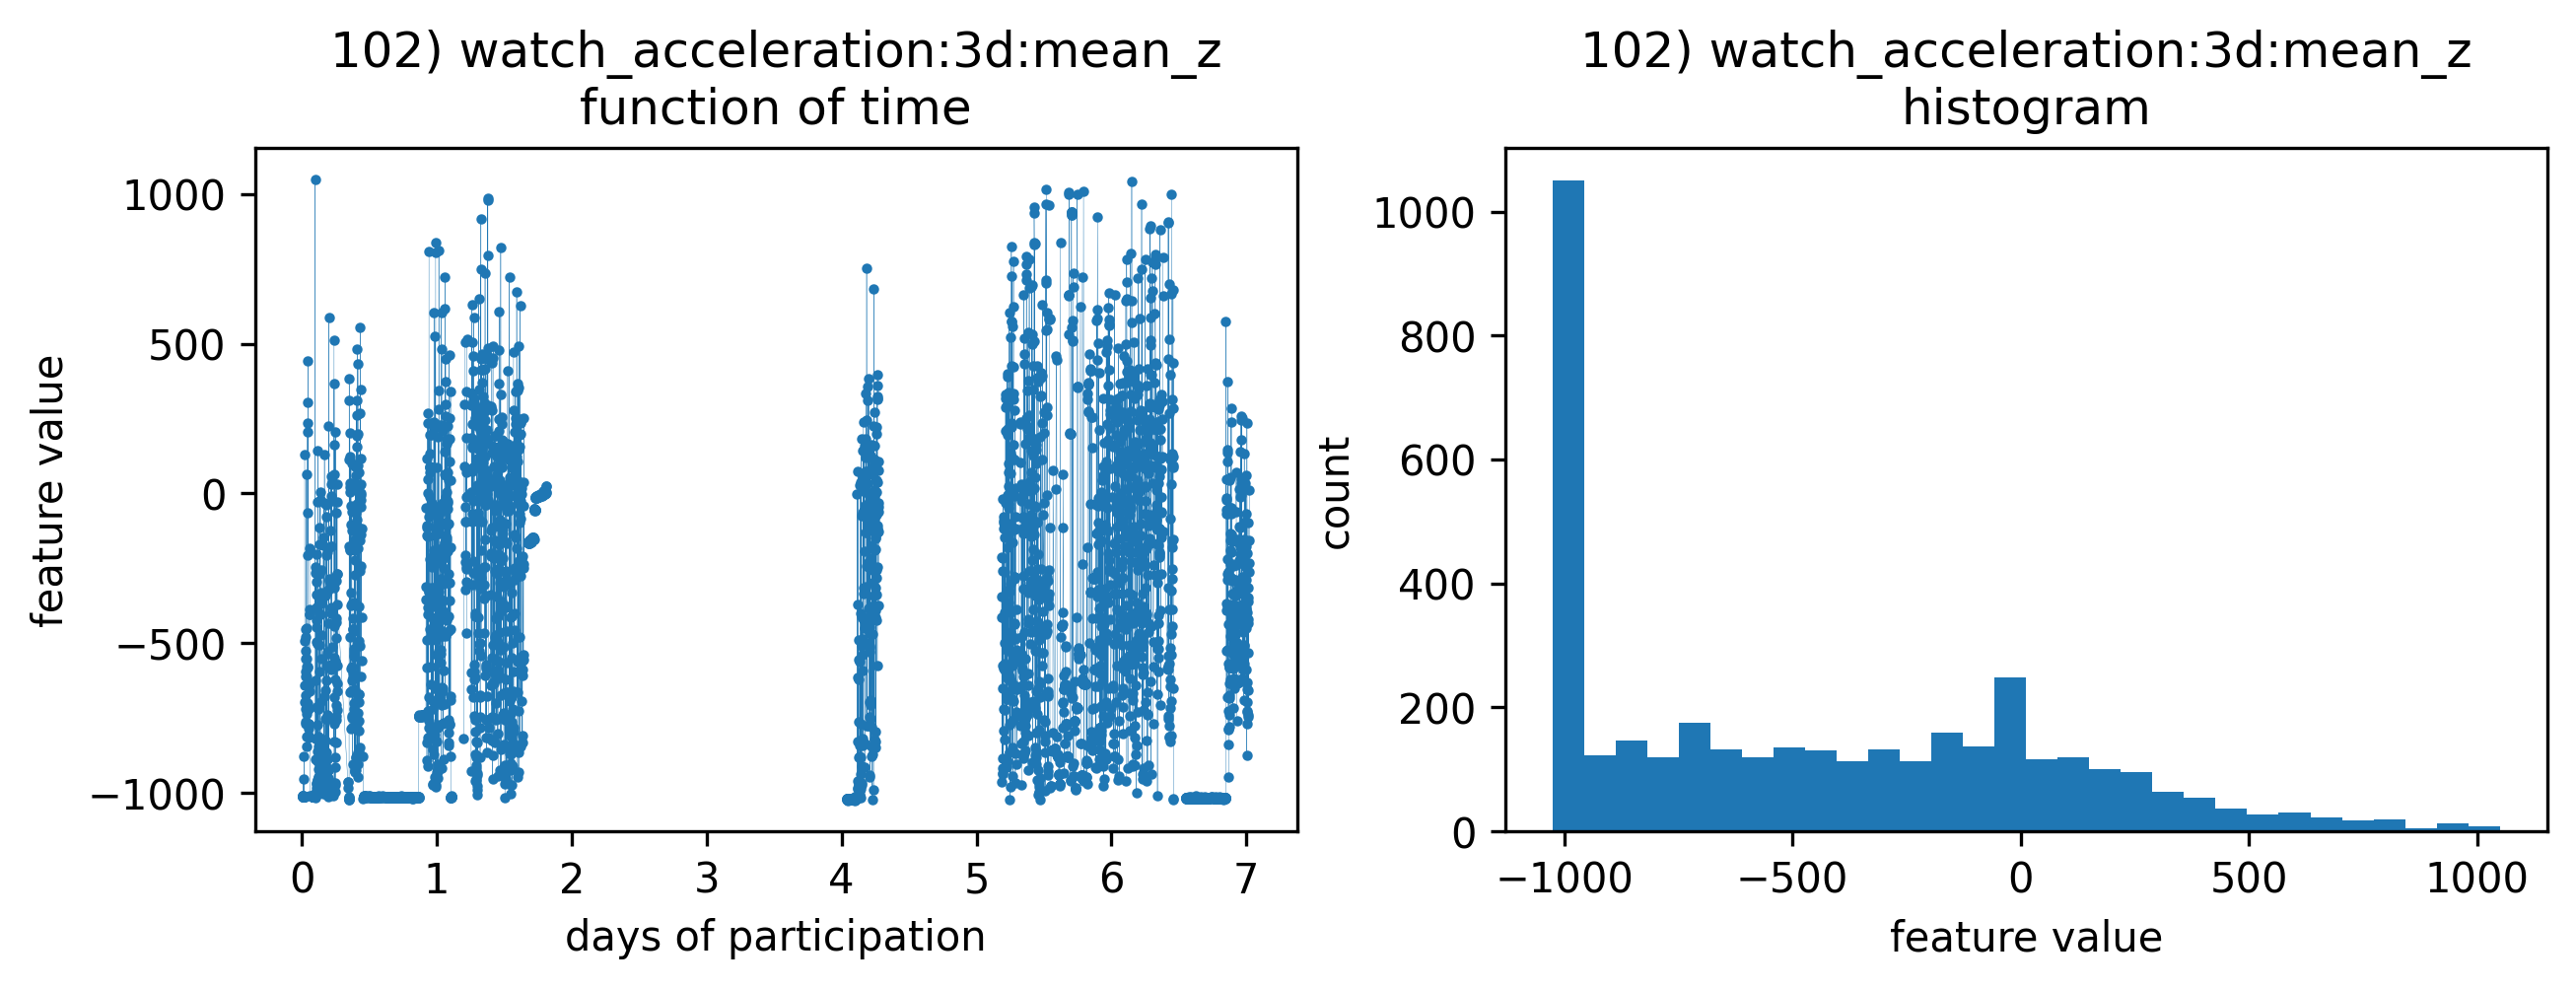 102) watch_acceleration:3d:mean_z
function of time
feature value
1000
500
0
−500
−1000
0 1 2 3 4 5 6 7
days of participation
102) watch_acceleration:3d:mean_z
histogram
count
1000
800
600
400
200
0
−1000 −500 0 500 1000
feature value